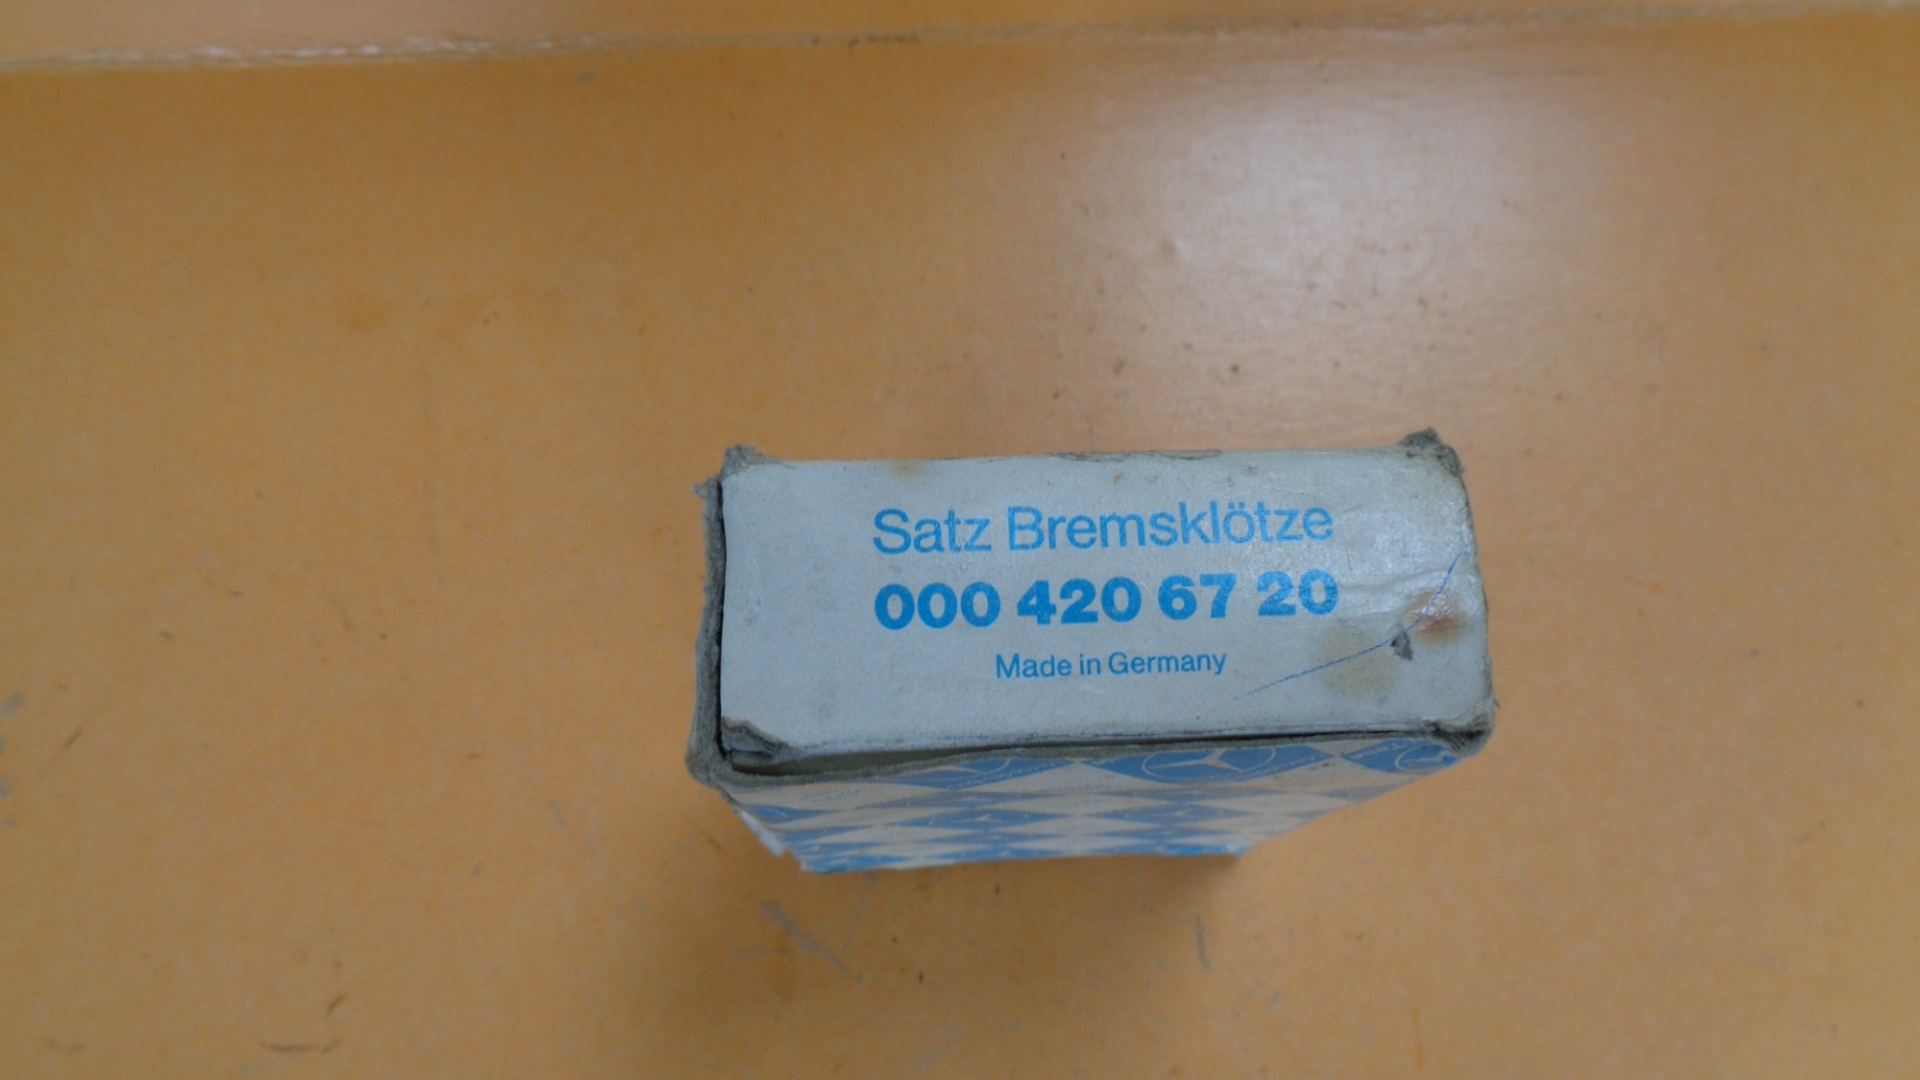 Satz Bremsklötze
000 420 67 20
Made in Germany